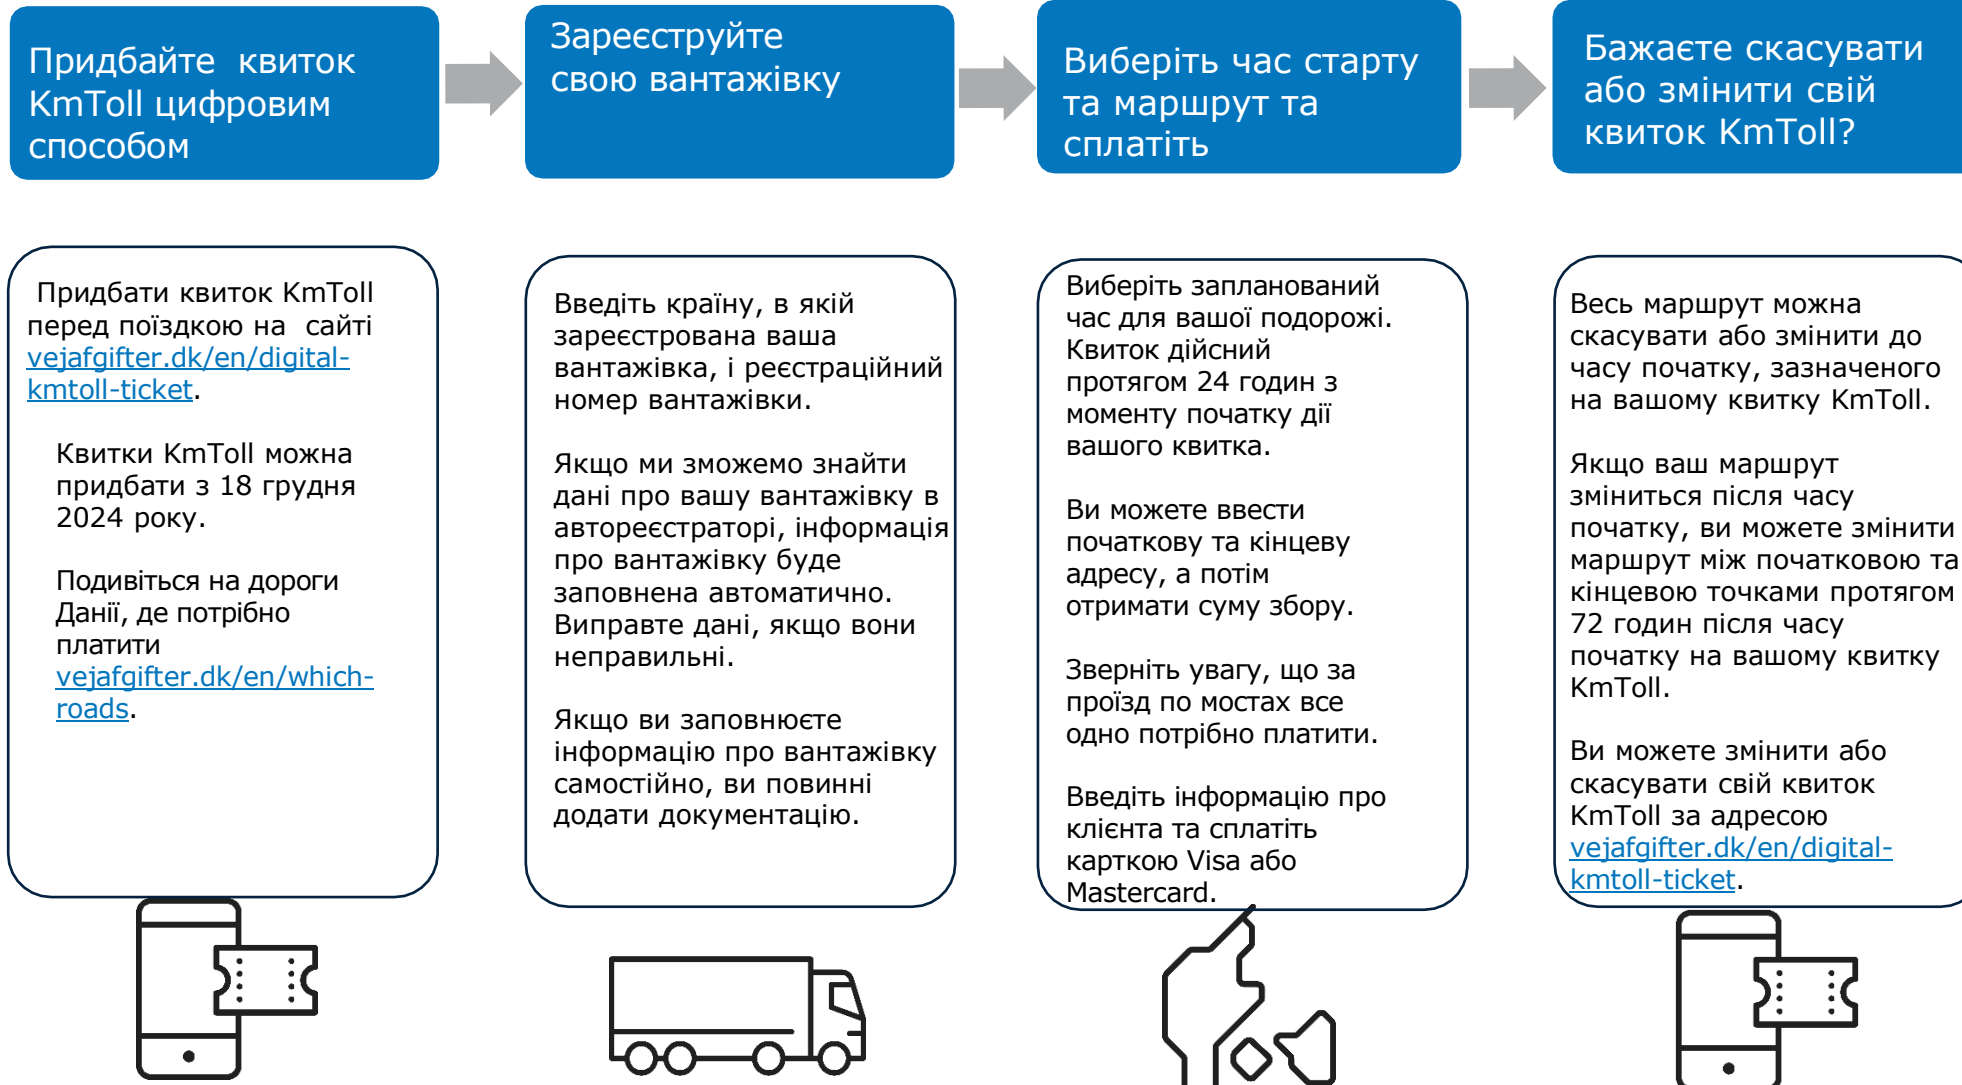 Придбайте квиток
KmToll цифровим
способом
Зареєструйте
свою вантажівку
Виберіть час старту
та маршрут та
сплатіть
Бажаєте скасувати
або змінити свій
квиток KmToll?
Придбати квиток KmToll
перед поїздкою на сайті
vejafgifter.dk/en/digital-
kmtoll-ticket.
Квитки KmToll можна
придбати з 18 грудня
2024 року.
Подивіться на дороги
Данії, де потрібно
платити
vejafgifter.dk/en/which-
roads.
Введіть країну, в якій
зареєстрована ваша
вантажівка, і реєстраційний
номер вантажівки.
Якщо ми зможемо знайти
дані про вашу вантажівку в
автореєстраторі, інформація
про вантажівку буде
заповнена автоматично.
Виправте дані, якщо вони
неправильні.
Якщо ви заповнюєте
інформацію про вантажівку
самостійно, ви повинні
додати документацію.
Виберіть запланований
час для вашої подорожі.
Квиток дійсний
протягом 24 годин з
моменту початку дії
вашого квитка.
Ви можете ввести
початкову та кінцеву
адресу, а потім
отримати суму збору.
Зверніть увагу, що за
проїзд по мостах все
одно потрібно платити.
Введіть інформацію про
клієнта та сплатіть
карткою Visa або
Mastercard.
Весь маршрут можна
скасувати або змінити до
часу початку, зазначеного
на вашому квитку KmToll.
Якщо ваш маршрут
зміниться після часу
початку, ви можете змінити
маршрут між початковою та
кінцевою точками протягом
72 годин після часу
початку на вашому квитку
KmToll.
Ви можете змінити або
скасувати свій квиток
KmToll за адресою
vejafgifter.dk/en/digital-
kmtoll-ticket.